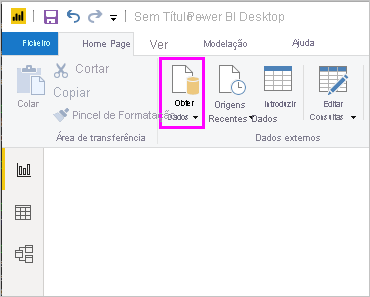 Sem Título Power BI Desktop
Ficheiro Home Page Ver Modelação Ajuda
Colar
Cortar
Copiar
Pincel de Formatação
Obter
Dados
Origens
Recentes
Introduzir
Dados
Editar
Consultas
Área de transferência
Dados externos